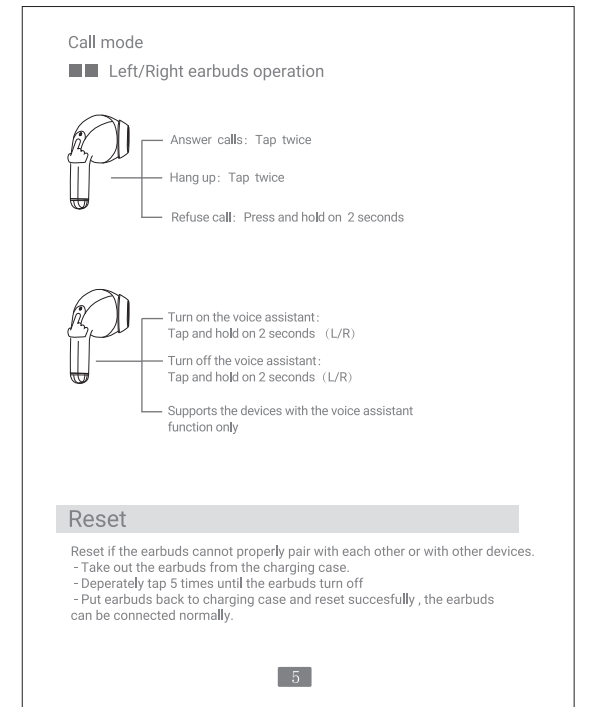 Call mode
Left/Right earbuds operation
Answer calls: Tap twice
Hang up: Tap twice
Refuse call: Press and hold on 2 seconds
Turn on the voice assistant:
Tap and hold on 2 seconds （L/R）
Turn off the voice assistant:
Tap and hold on 2 seconds（L/R）
Supports the devices with the voice assistant
function only
Reset
Reset if the earbuds cannot properly pair with each other or with other devices.
- Take out the earbuds from the charging case.
- Deperately tap 5 times until the earbuds turn off
- Put earbuds back to charging case and reset succesfully , the earbuds
can be connected normally.
5